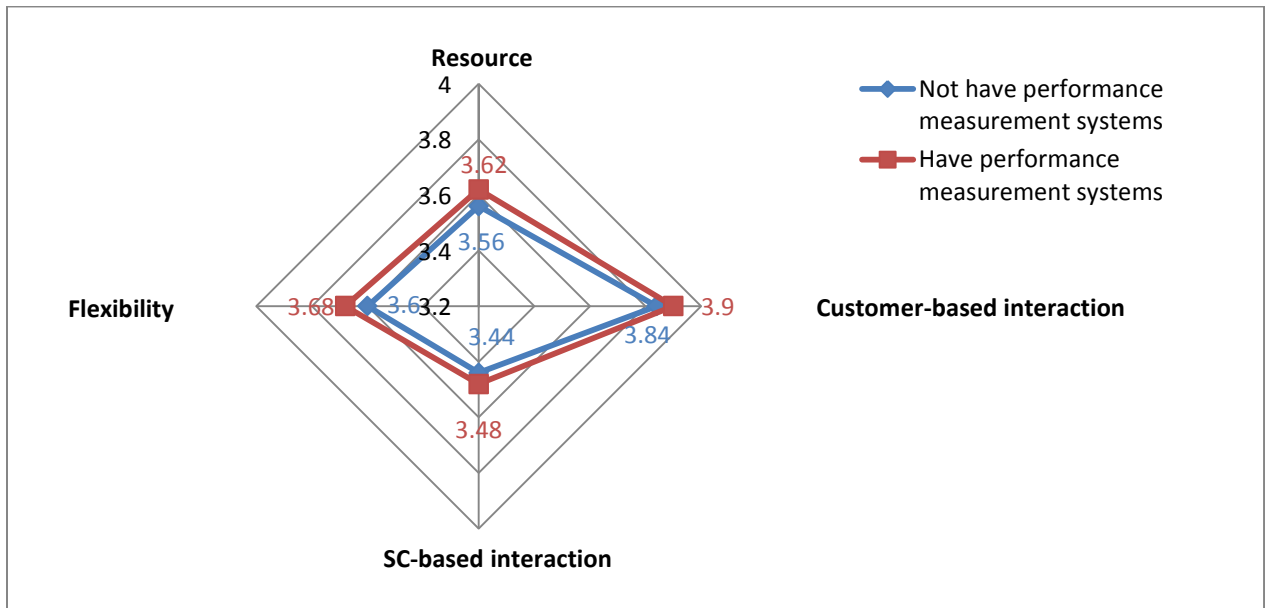 Resource
4
3.8
3.6
3.4
3.2
3.62
3.56
3.68
3.6
3.44
3.84
3.9
3.48
Flexibility
Customer-based interaction
SC-based interaction
Not have performance
measurement systems
Have performance
measurement systems